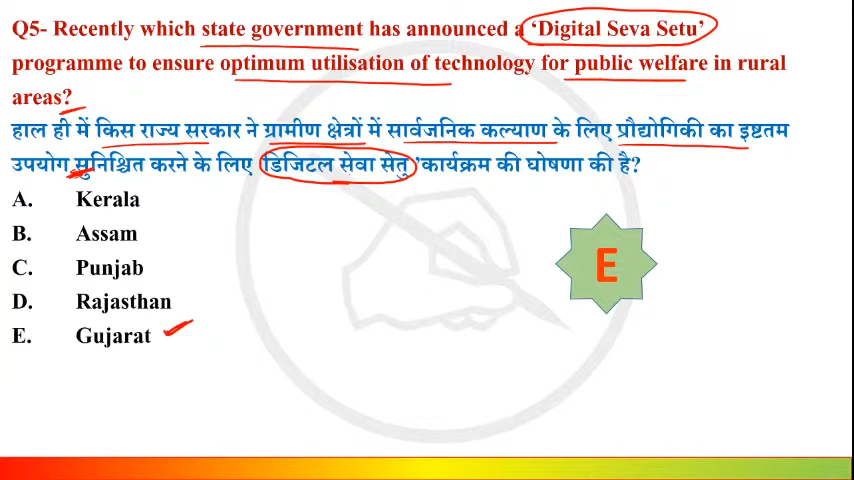 Q5- Recently which state government has announced a ‘Digital Seva Setu’
programme to ensure optimum utilisation of technology for public welfare in rural
areas?
हाल ही में किस राज्य सरकार ने ग्रामीण क्षेत्रों में सार्वजनिक कल्याण के लिए प्रौद्योगिकी का इष्टतम
उपयोग सुनिश्चित करने के लिए 'डिजिटल सेवा सेतु 'कार्यक्रम की घोषणा की है?
A. Kerala
B. Assam
C. Punjab
D. Rajasthan
E. Gujarat
E